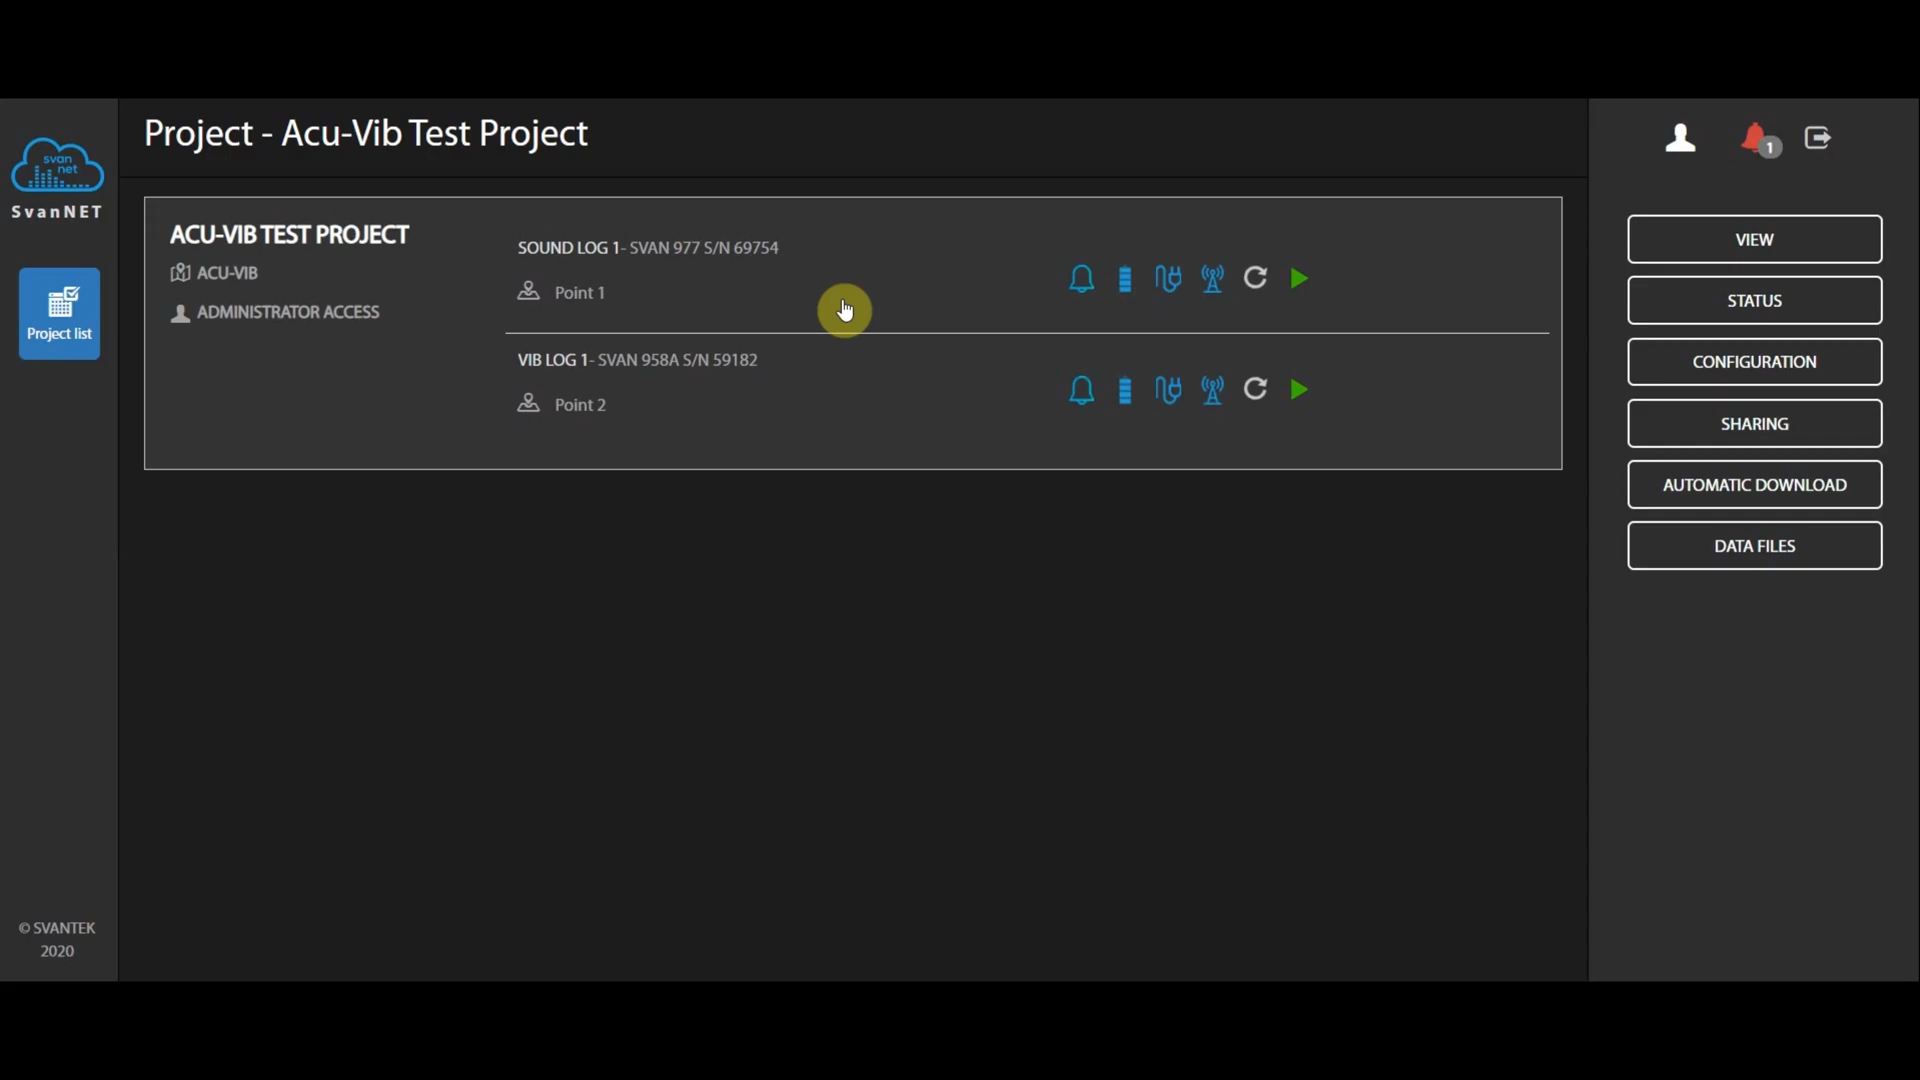 svan
net
SvanNET
Project list
© SVANTEK
2020
Project - Acu-Vib Test Project
ACU-VIB TEST PROJECT
ACU-VIB
ADMINISTRATOR ACCESS
SOUND LOG 1- SVAN 977 S/N 69754
Point 1
VIB LOG 1- SVAN 958A S/N 59182
Point 2
1
VIEW
STATUS
CONFIGURATION
SHARING
AUTOMATIC DOWNLOAD
DATA FILES